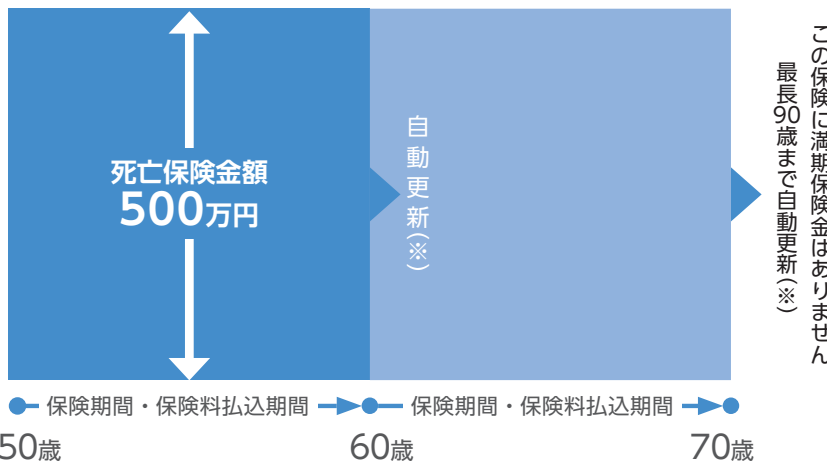 死亡保険金額
500万円
自動更新(※)
この保険に満期保険金はありません
最長90歳まで自動更新(※)
保険期間・保険料払込期間
保険期間・保険料払込期間
50歳
60歳
70歳